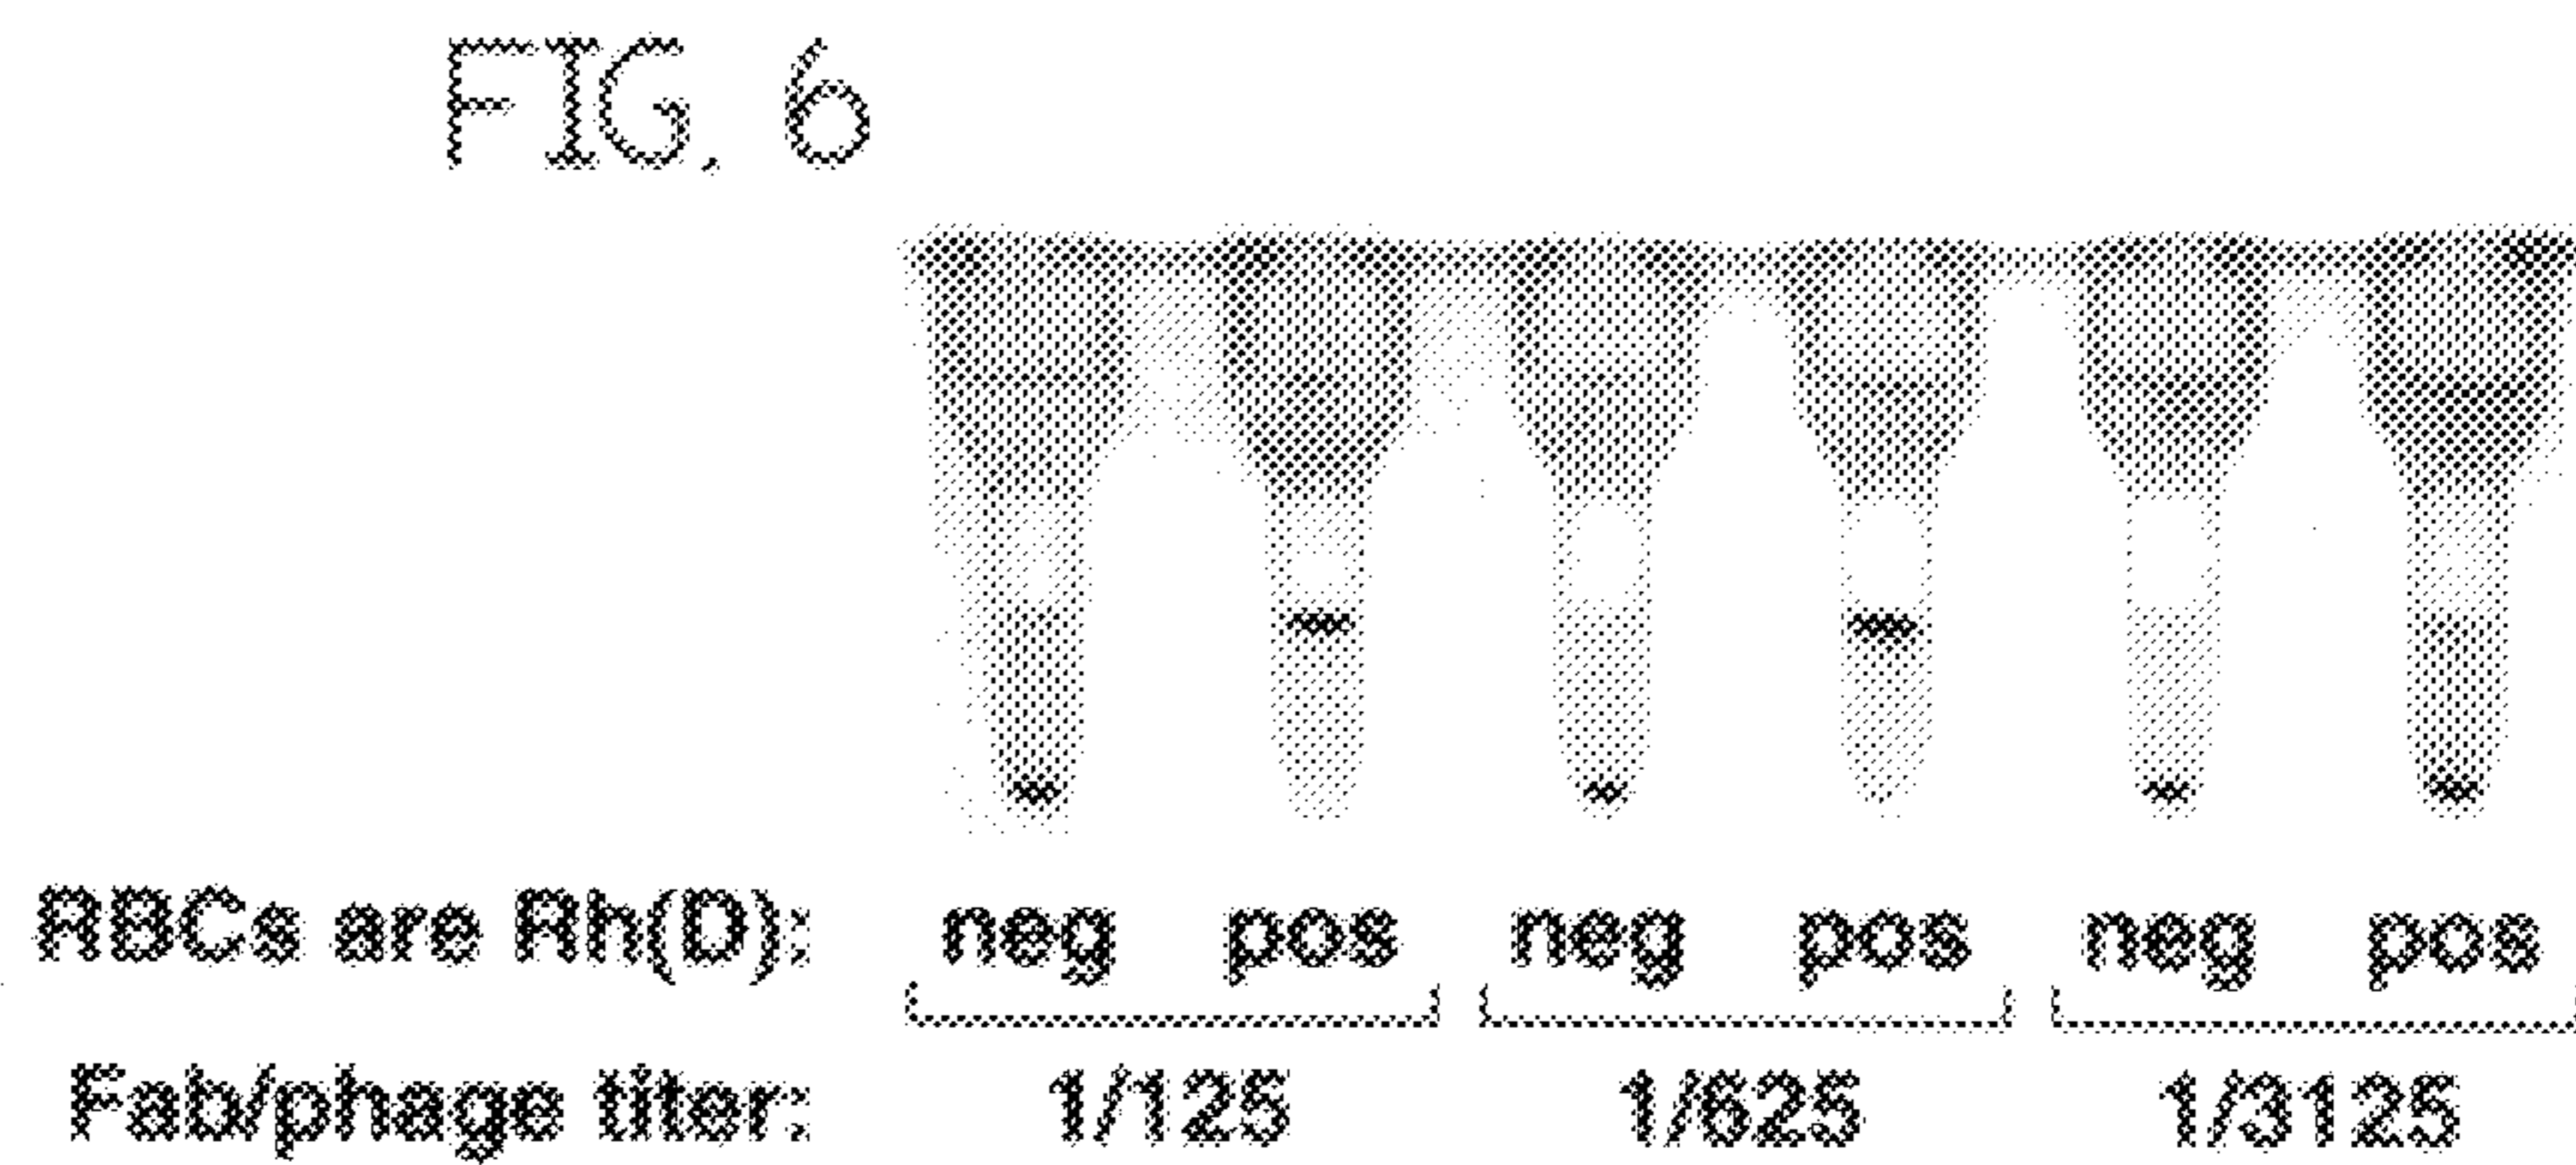 FIG. 6
RBCs are Rh(D): neg pos neg pos neg pos
Fab/phage titer: 1/125 1/625 1/3125